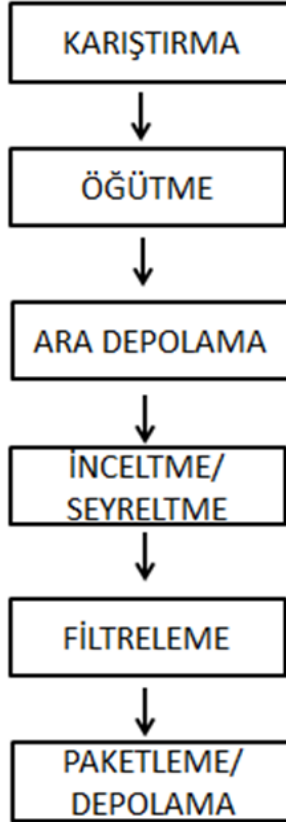 KARIŞTIRMA
ÖĞÜTME
ARA DEPOLAMA
İNCELTME/
SEYRELTME
FİLTRELEME
PAKETLEME/
DEPOLAMA